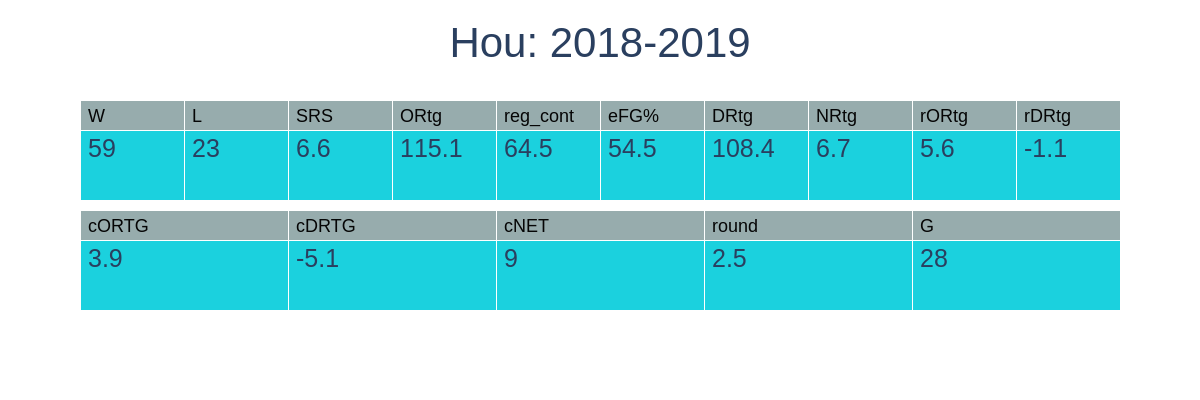 Hou: 2018-2019
W L SRS ORtg reg_cont eFG% DRtg NRtg rORtg rDRtg
59 23 6.6 115.1 64.5 54.5 108.4 6.7 5.6 -1.1
cORTG cDRTG cNET round G
3.9 -5.1 9 2.5 28